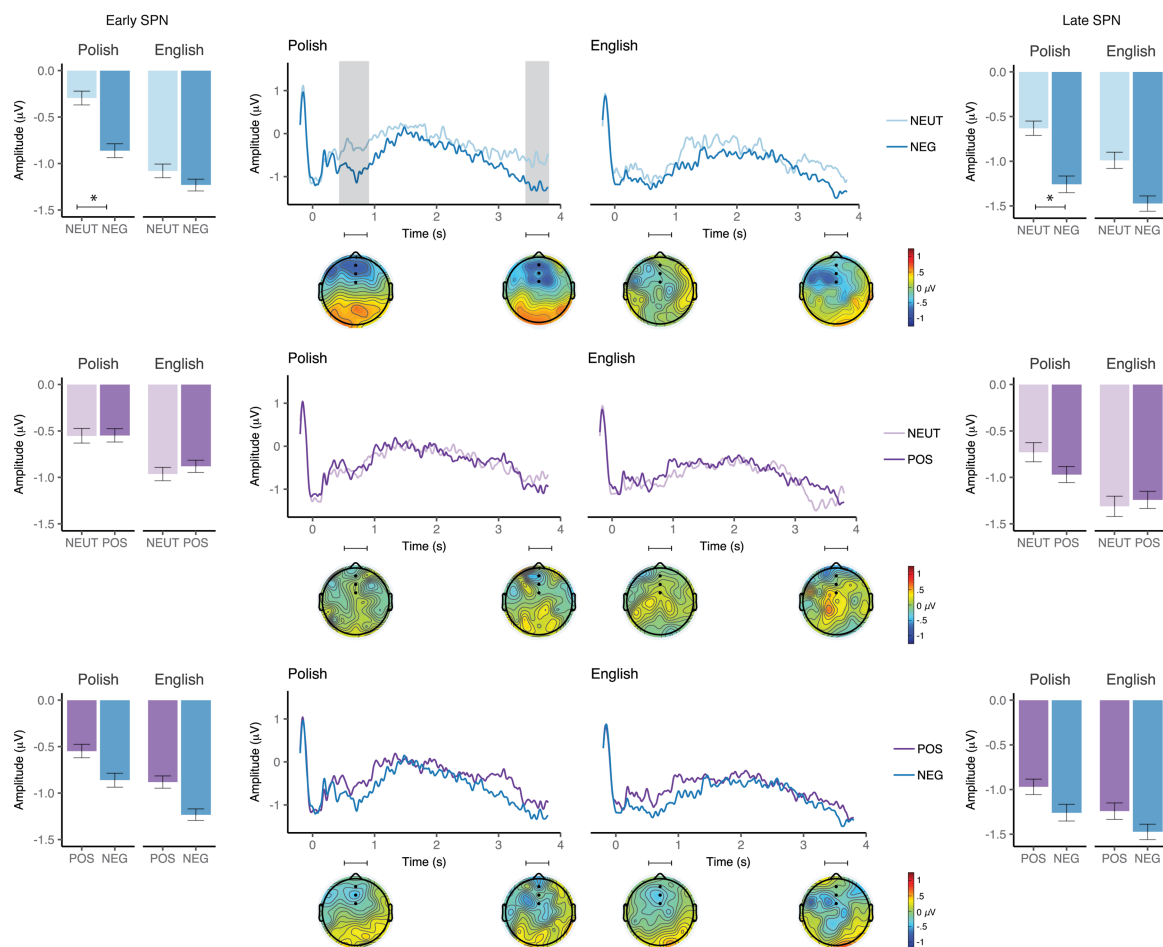 Early SPN
Late SPN
Polish English
Amplitude (μV)
0.0
-0.5
-1.0
-1.5
*
NEUT NEG NEUT NEG
Polish
Amplitude (μV)
1
0
-1
0 1 2 3 4
Time (s)
English
0 1 2 3 4
Time (s)
NEUT
NEG
1
.5
0 μV
-.5
-1
Polish English
Amplitude (μV)
0.0
-0.5
-1.0
-1.5
*
NEUT NEG NEUT NEG
Polish English
Amplitude (μV)
0.0
-0.5
-1.0
-1.5
NEUT POS NEUT POS
Polish
Amplitude (μV)
1
0
-1
0 1 2 3 4
Time (s)
English
0 1 2 3 4
Time (s)
NEUT
POS
1
.5
0 μV
-.5
-1
Polish English
Amplitude (μV)
0.0
-0.5
-1.0
-1.5
NEUT POS NEUT POS
Polish English
Amplitude (μV)
0.0
-0.5
-1.0
-1.5
POS NEG POS NEG
Polish
Amplitude (μV)
1
0
-1
0 1 2 3 4
Time (s)
English
0 1 2 3 4
Time (s)
POS
NEG
1
.5
0 μV
-.5
-1
Polish English
Amplitude (μV)
0.0
-0.5
-1.0
-1.5
POS NEG POS NEG